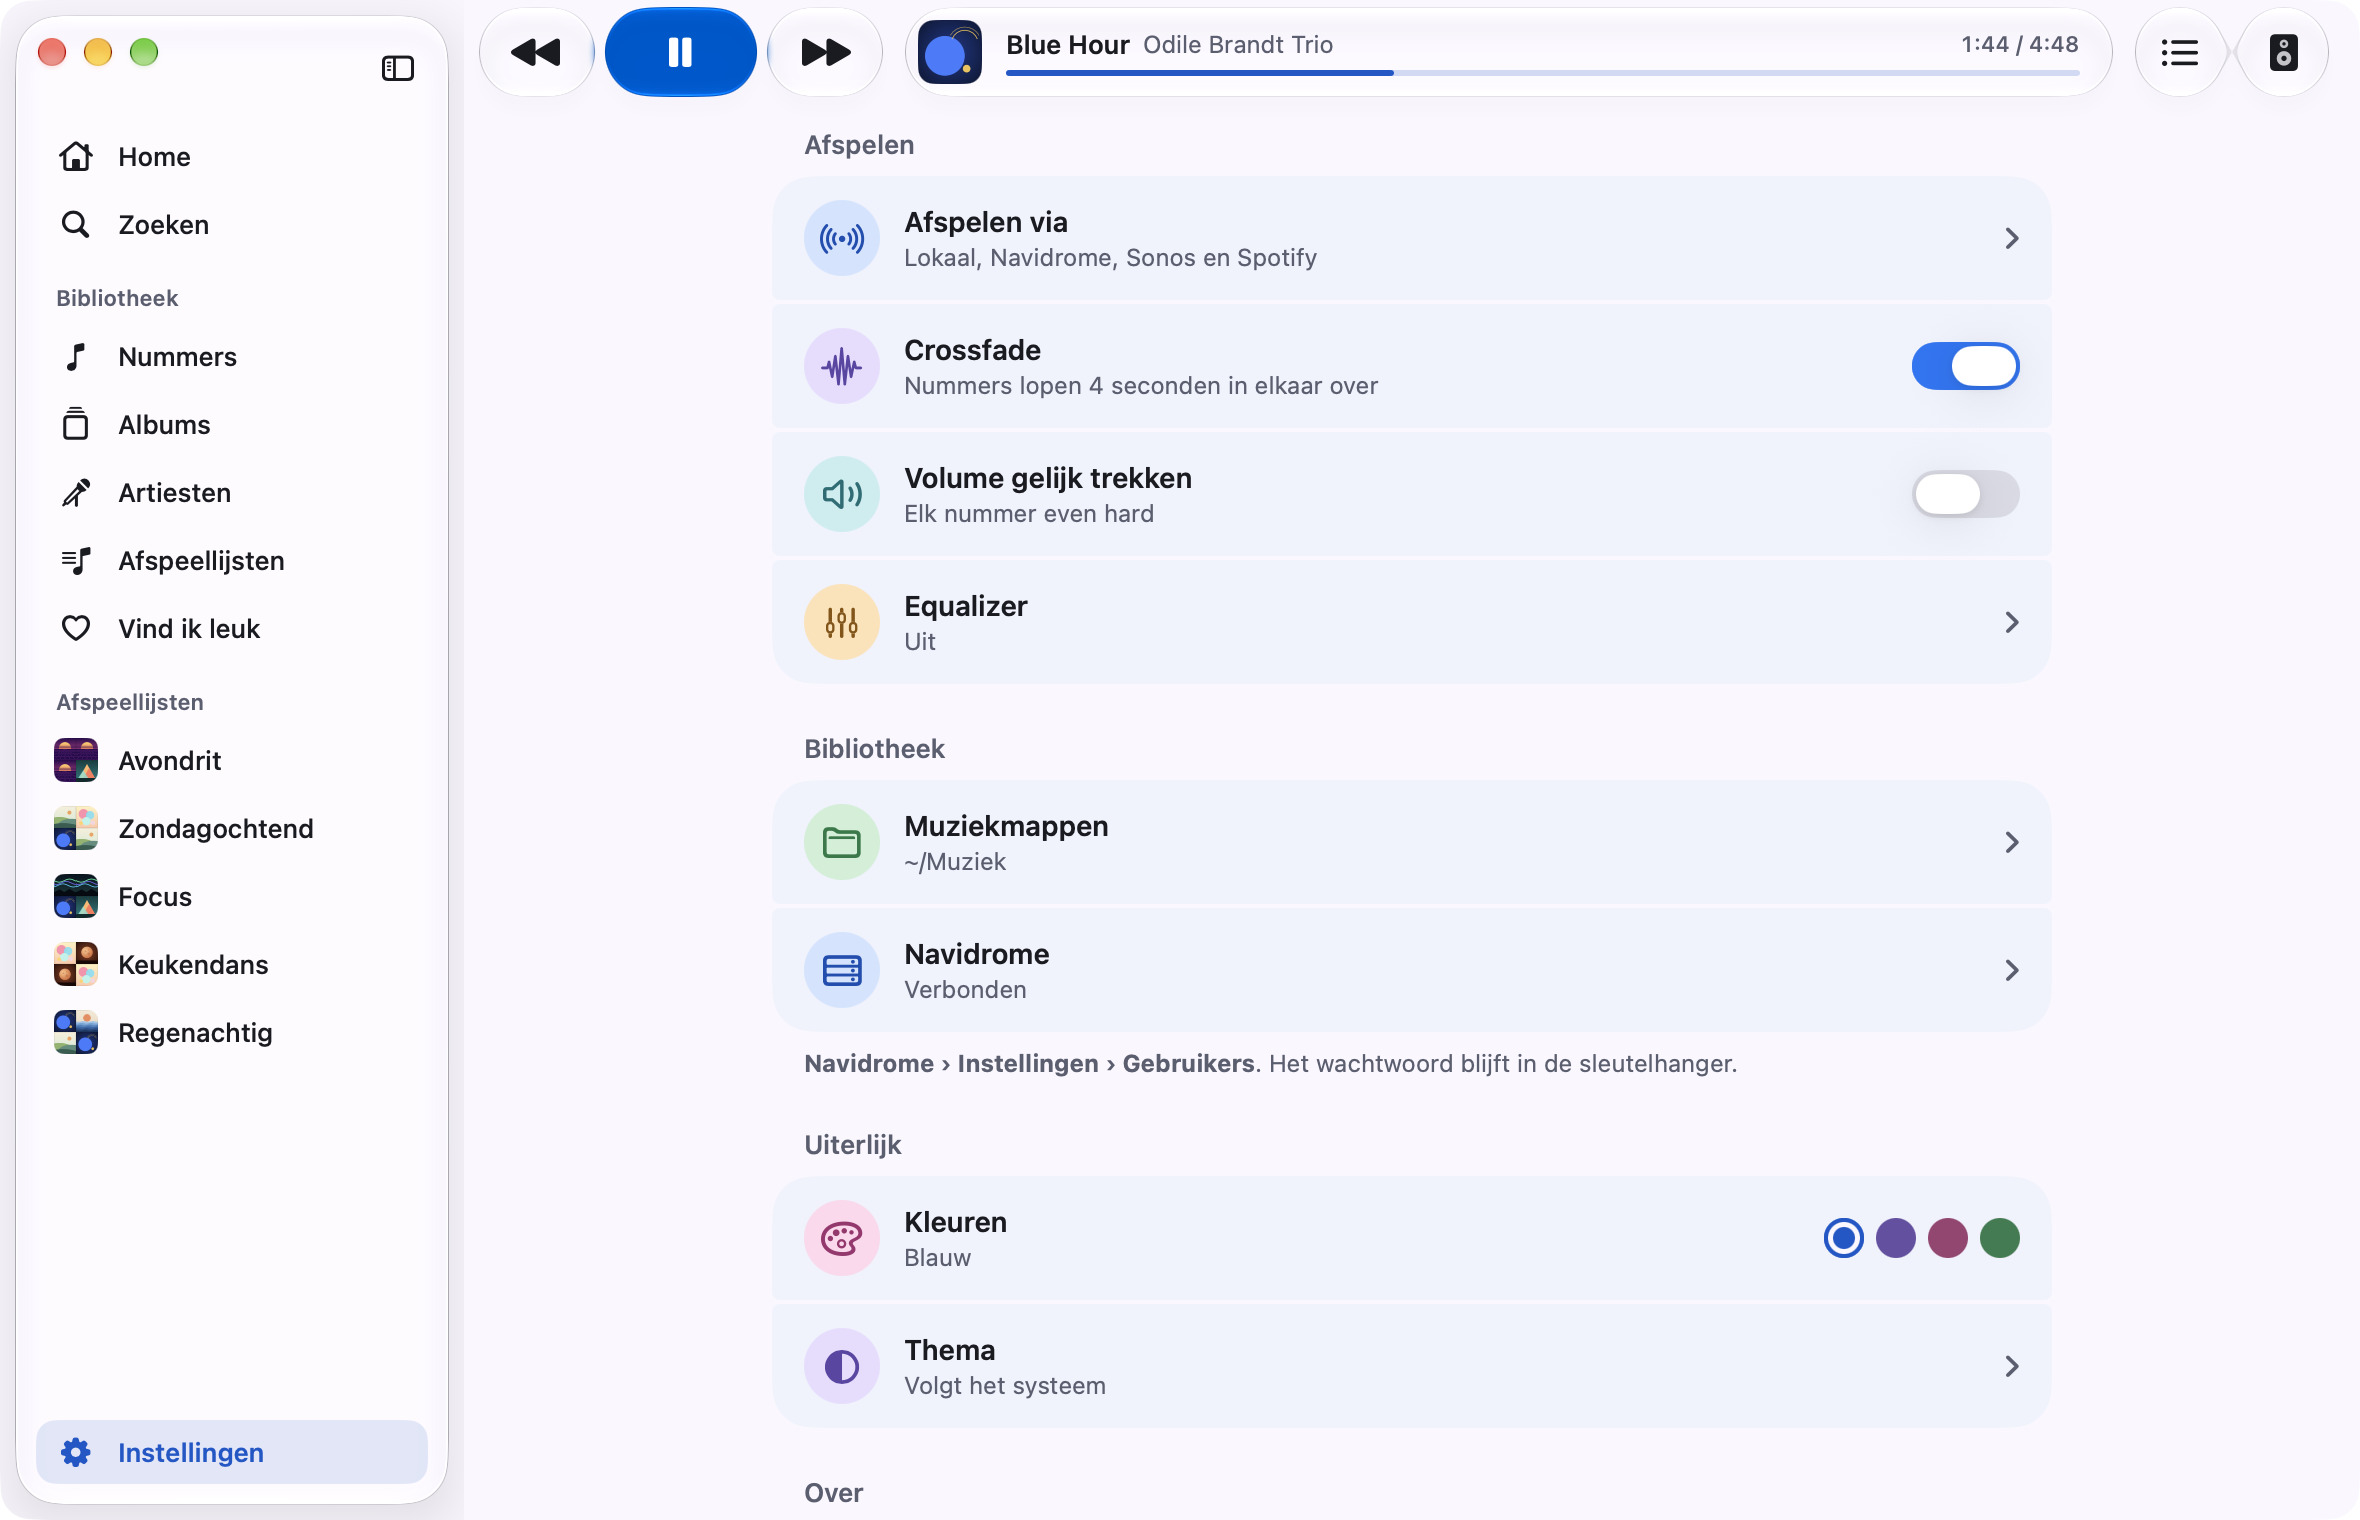 Blue Hour Odile Brandt Trio 1:44 / 4:48
Home
Zoeken
Bibliotheek
Nummers
Albums
Artiesten
Afspeellijsten
Vind ik leuk
Afspeellijsten
Avondrit
Zondagochtend
Focus
Keukendans
Regenachtig
Instellingen
Afspelen
Afspelen via
Lokaal, Navidrome, Sonos en Spotify
Crossfade
Nummers lopen 4 seconden in elkaar over
Volume gelijk trekken
Elk nummer even hard
Equalizer
Uit
Bibliotheek
Muziekmappen
~/Muziek
Navidrome
Verbonden
Navidrome › Instellingen › Gebruikers. Het wachtwoord blijft in de sleutelhanger.
Uiterlijk
Kleuren
Blauw
Thema
Volgt het systeem
Over